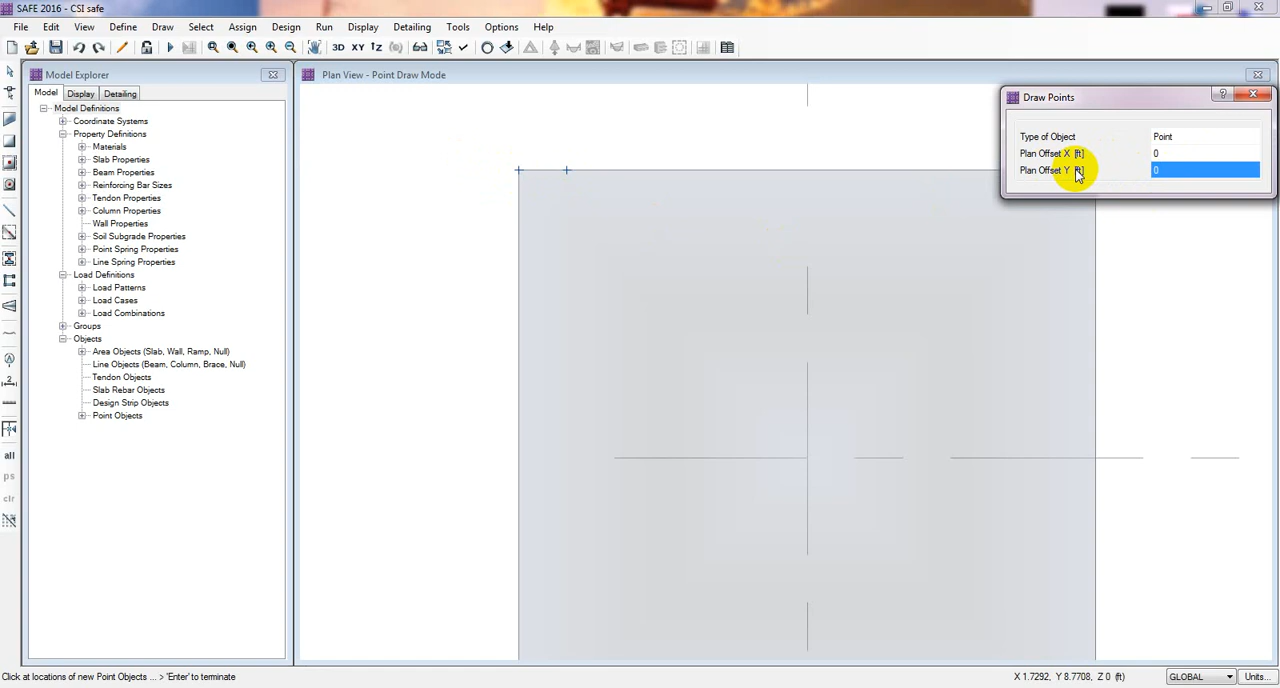 SAFE 2016 - CSI safe
File Edit View Define Draw Select Assign Design Run Display Detailing Tools Options Help
3D XY
Model Explorer
Plan View - Point Draw Mode
Model Display Detailing
Model Definitions
Coordinate Systems
Property Definitions
Materials
Slab Properties
Beam Properties
Reinforcing Bar Sizes
Tendon Properties
Column Properties
Wall Properties
Soil Subgrade Properties
Point Spring Properties
Line Spring Properties
Load Definitions
Load Patterns
Load Cases
Load Combinations
Groups
Objects
Area Objects (Slab, Wall, Ramp, Null)
Line Objects (Beam, Column, Brace, Null)
Tendon Objects
Slab Rebar Objects
Design Strip Objects
Point Objects
all
ps
clr
Draw Points
Type of Object Point
Plan Offset X [ft] 0
Plan Offset Y [ft] 0
Click at locations of new Point Objects ... > 'Enter' to terminate
X 1.7292, Y 8.7708, Z 0 (ft)
GLOBAL
Units...